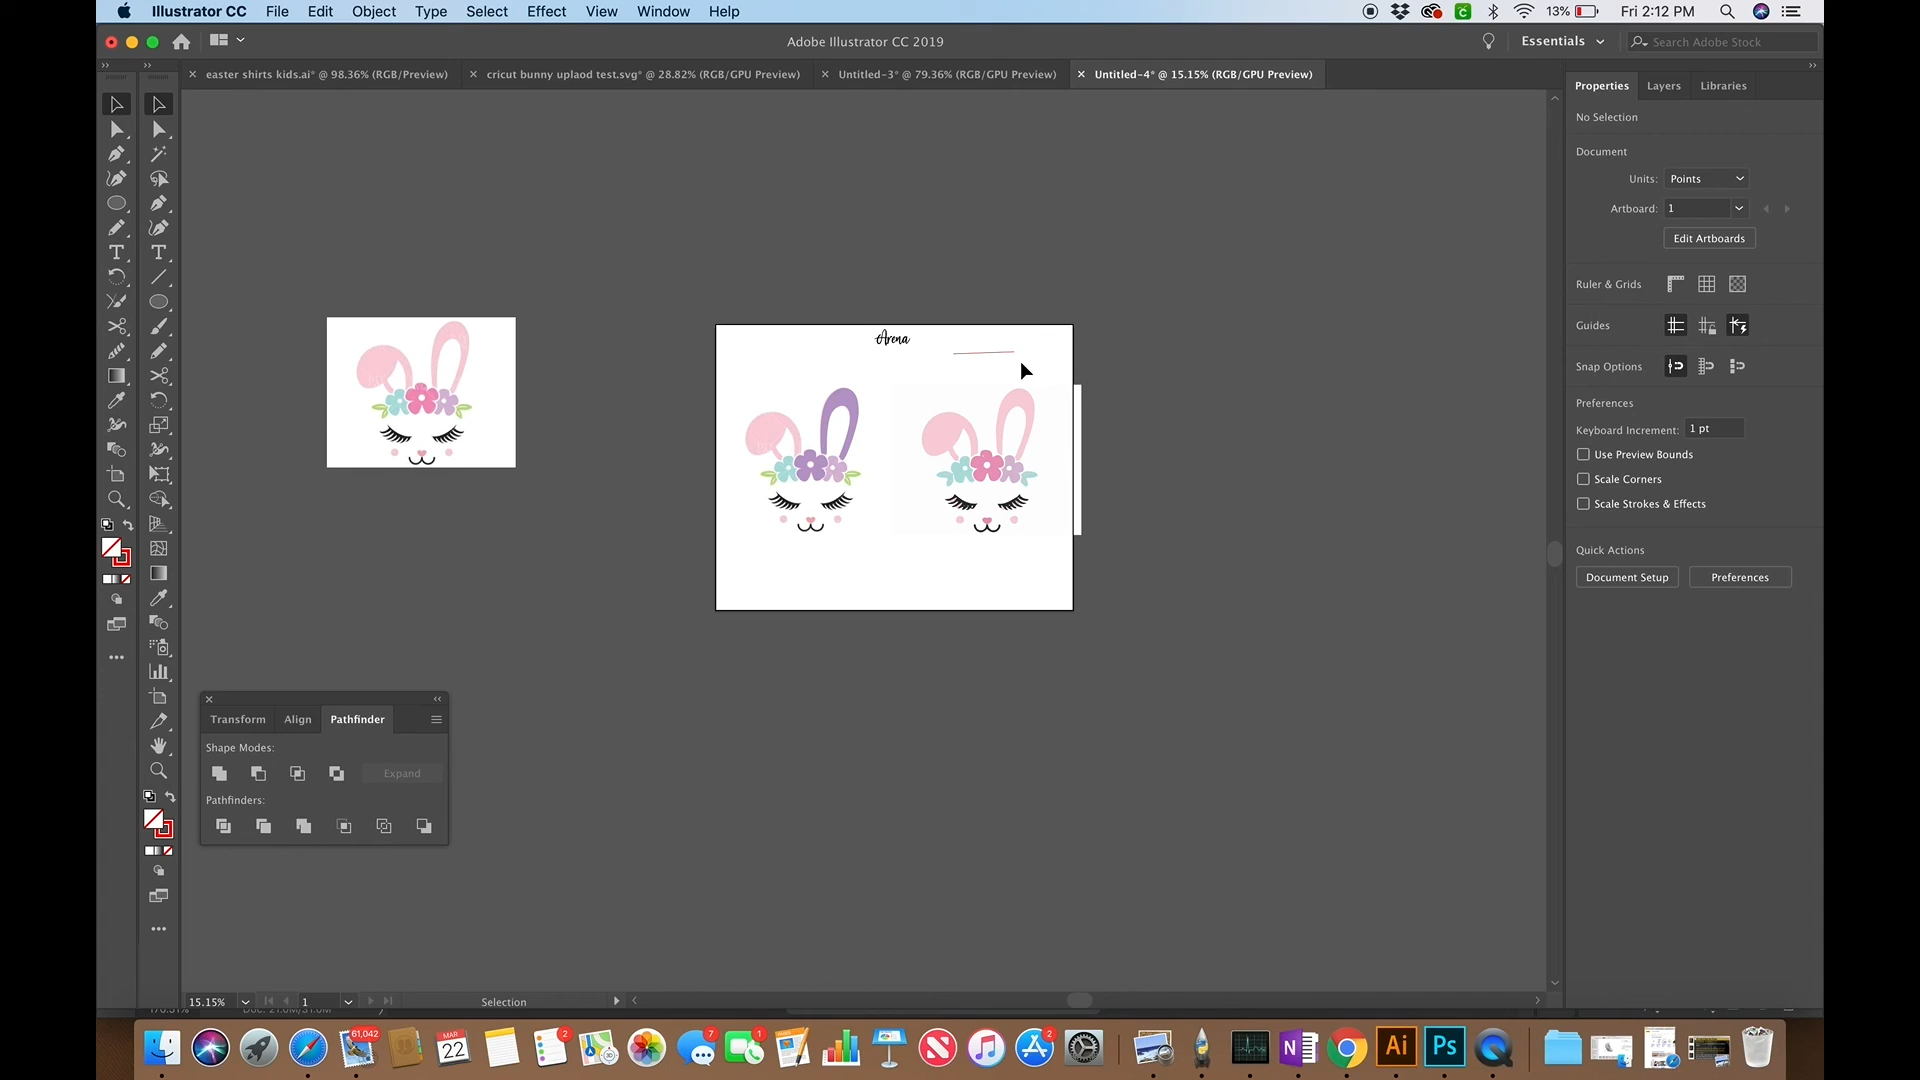 Illustrator CC File Edit Object Type Select Effect View Window Help 13% Fri 2:12 PM
Adobe Illustrator CC 2019 Essentials Search Adobe Stock
easter shirts kids.ai* @ 98.36% (RGB/Preview) cricut bunny uplaod test.svg* @ 28.82% (RGB/GPU Preview) Untitled-3* @ 79.36% (RGB/GPU Preview) Untitled-4* @ 15.15% (RGB/GPU Preview)
Properties Layers Libraries
No Selection
Document
Units: Points
Artboard: 1
Edit Artboards
Ruler & Grids
Guides
Snap Options
Preferences
Keyboard Increment: 1 pt
Use Preview Bounds
Scale Corners
Scale Strokes & Effects
Quick Actions
Document Setup Preferences
Arena
Transform Align Pathfinder
Shape Modes:
Expand
Pathfinders:
15.15% 1 Selection
61,042
MAR
22
2
3D
7
1
2
N
Ai
Ps